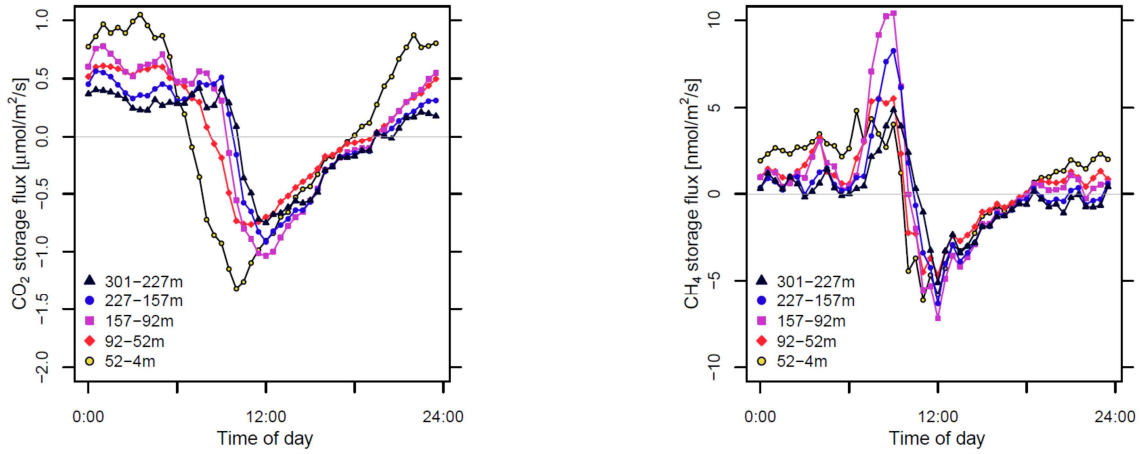 CO₂ storage flux [μmol/m²/s]
1.0
0.5
0.0
−0.5
−1.0
−1.5
−2.0
301−227m
227−157m
157−92m
92−52m
52−4m
0:00 12:00 24:00
Time of day
CH₄ storage flux [nmol/m²/s]
10
5
0
−5
−10
301−227m
227−157m
157−92m
92−52m
52−4m
0:00 12:00 24:00
Time of day